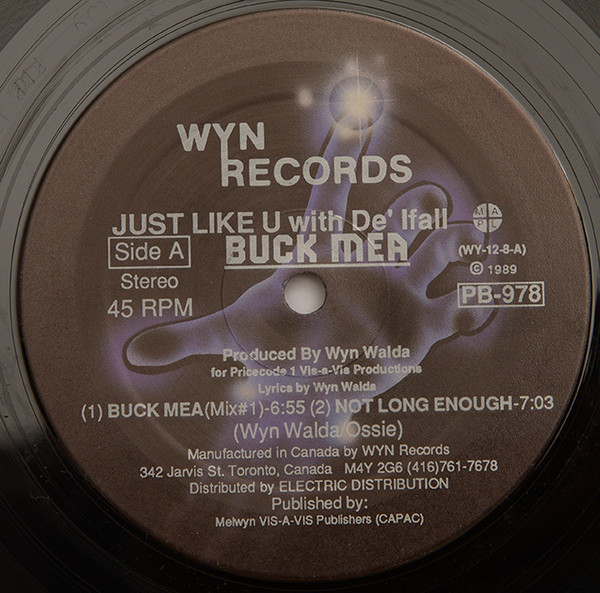 WYN
RECORDS
JUST LIKE U with De' Ifall
M A
P L
Side A
BUCK MEA
(WY-12-8-A)
Stereo
© 1989
45 RPM
PB-978
Produced By Wyn Walda
for Pricecode 1 Vis-a-Vis Productions
Lyrics by Wyn Walda
(1) BUCK MEA(Mix#1)-6:55 (2) NOT LONG ENOUGH-7:03
(Wyn Walda/Ossie)
Manufactured in Canada by WYN Records
342 Jarvis St. Toronto, Canada M4Y 2G6 (416)761-7678
Distributed by ELECTRIC DISTRIBUTION
Published by:
Melwyn VIS-A-VIS Publishers (CAPAC)